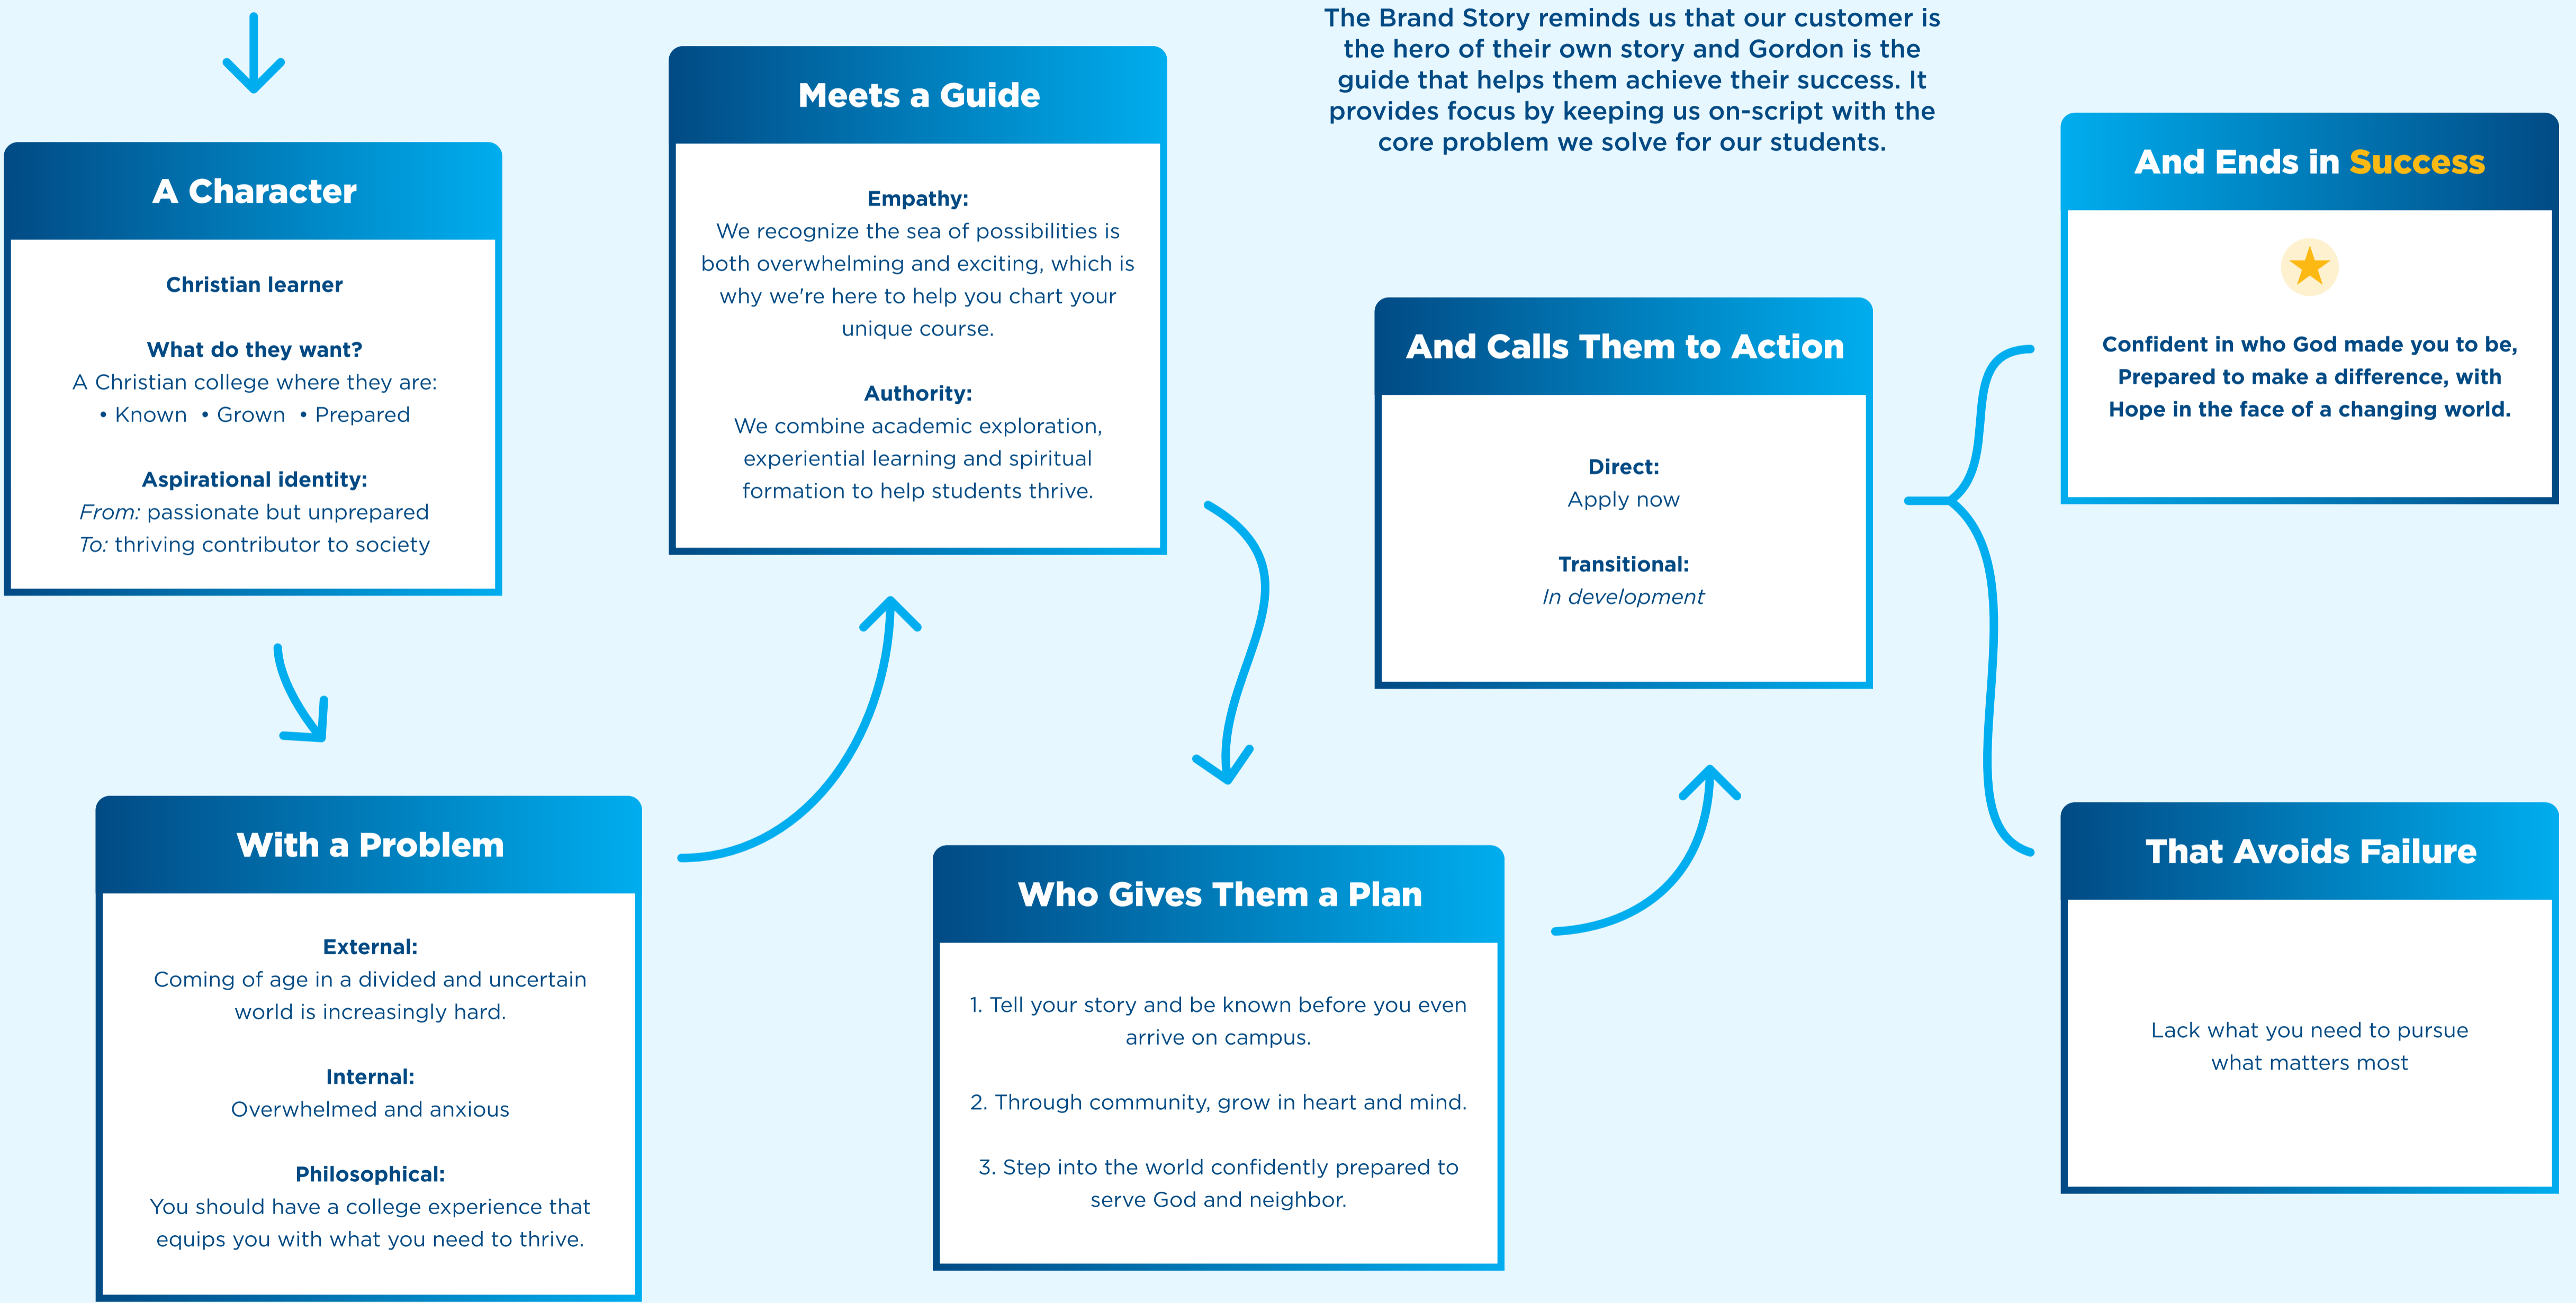 The Brand Story reminds us that our customer is
the hero of their own story and Gordon is the
guide that helps them achieve their success. It
provides focus by keeping us on-script with the
core problem we solve for our students.
A Character
Christian learner
What do they want?
A Christian college where they are:
• Known • Grown • Prepared
Aspirational identity:
From: passionate but unprepared
To: thriving contributor to society
With a Problem
External:
Coming of age in a divided and uncertain
world is increasingly hard.
Internal:
Overwhelmed and anxious
Philosophical:
You should have a college experience that
equips you with what you need to thrive.
Meets a Guide
Empathy:
We recognize the sea of possibilities is
both overwhelming and exciting, which is
why we're here to help you chart your
unique course.
Authority:
We combine academic exploration,
experiential learning and spiritual
formation to help students thrive.
Who Gives Them a Plan
1. Tell your story and be known before you even
arrive on campus.
2. Through community, grow in heart and mind.
3. Step into the world confidently prepared to
serve God and neighbor.
And Calls Them to Action
Direct:
Apply now
Transitional:
In development
And Ends in Success
Confident in who God made you to be,
Prepared to make a difference, with
Hope in the face of a changing world.
That Avoids Failure
Lack what you need to pursue
what matters most